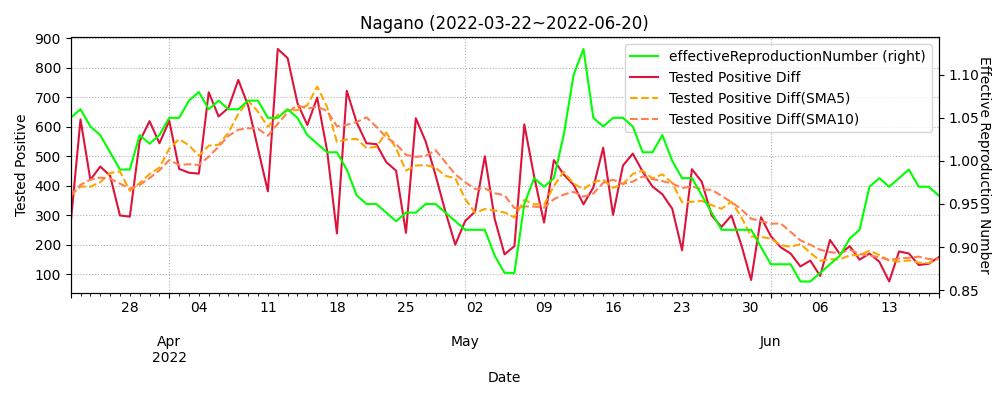 Nagano (2022-03-22~2022-06-20)
effectiveReproductionNumber (right)
Tested Positive Diff
Tested Positive Diff(SMA5)
Tested Positive Diff(SMA10)
Tested Positive
900
800
700
600
500
400
300
200
100
Effective Reproduction Number
1.10
1.05
1.00
0.95
0.90
0.85
28 04 11 18 25 02 09 16 23 30 06 13
Apr May Jun
2022
Date